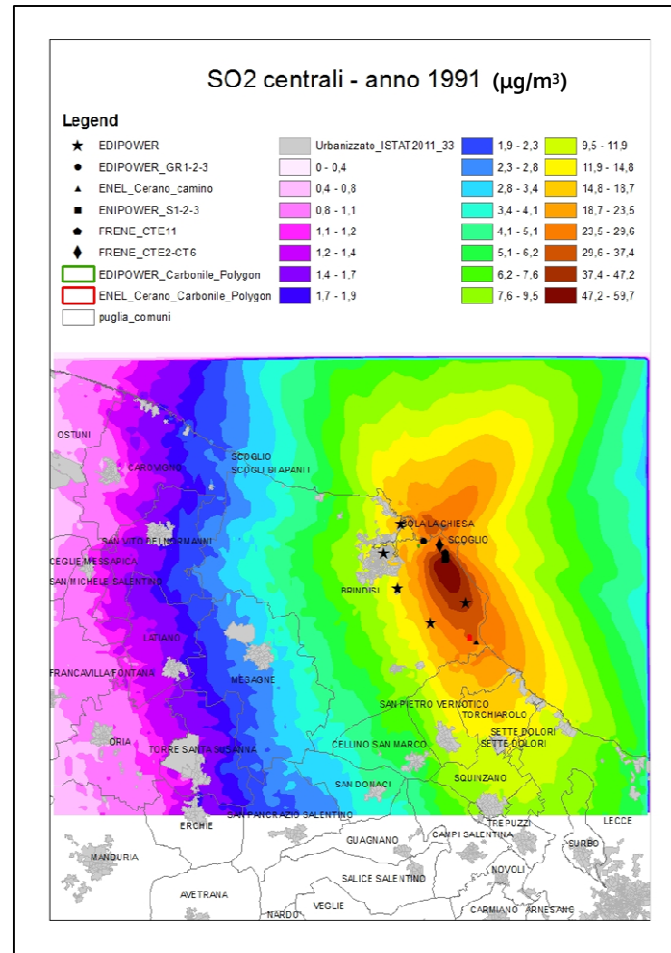 SO2 centrali - anno 1991 (µg/m³)
Legend
EDIPOWER
EDIPOWER_GR1-2-3
ENEL_Cerano_camino
ENIPOWER_S1-2-3
FRENE_CTE11
FRENE_CTE2-CT6
EDIPOWER_Carbonile_Polygon
ENEL_Cerano_Carbonile_Polygon
puglia_comuni
Urbanizzato_ISTAT2011_33
0 - 0,4
0,4 - 0,8
0,8 - 1,1
1,1 - 1,2
1,2 - 1,4
1,4 - 1,7
1,7 - 1,9
1,9 - 2,3
2,3 - 2,8
2,8 - 3,4
3,4 - 4,1
4,1 - 5,1
5,1 - 6,2
6,2 - 7,6
7,6 - 9,5
9,5 - 11,9
11,9 - 14,8
14,8 - 18,7
18,7 - 23,5
23,5 - 29,6
29,6 - 37,4
37,4 - 47,2
47,2 - 59,7
OSTUNI
CAROVIGNO
SCOGLIO
SCOGLI DI APANI
ISOLA LA CHIESA
SCOGLIO
SAN VITO DEI NORMANNI
CEGLIE MESSAPICA
SAN MICHELE SALENTINO
BRINDISI
LATIANO
FRANCAVILLA FONTANA
MESAGNE
SAN PIETRO VERNOTICO
TORCHIAROLO
ORIA
TORRE SANTA SUSANNA
CELLINO SAN MARCO
SETTE DOLORI
SETTE DOLORI
SAN DONACI
SQUINZANO
ERCHIE
SAN PANCRAZIO SALENTINO
TREPUZZI
LECCE
GUAGNANO
CAMPI SALENTINA
SURBO
MANDURIA
SALICE SALENTINO
NOVOLI
AVETRANA
VEGLIE
NARDO
CARMIANO
ARNESANO